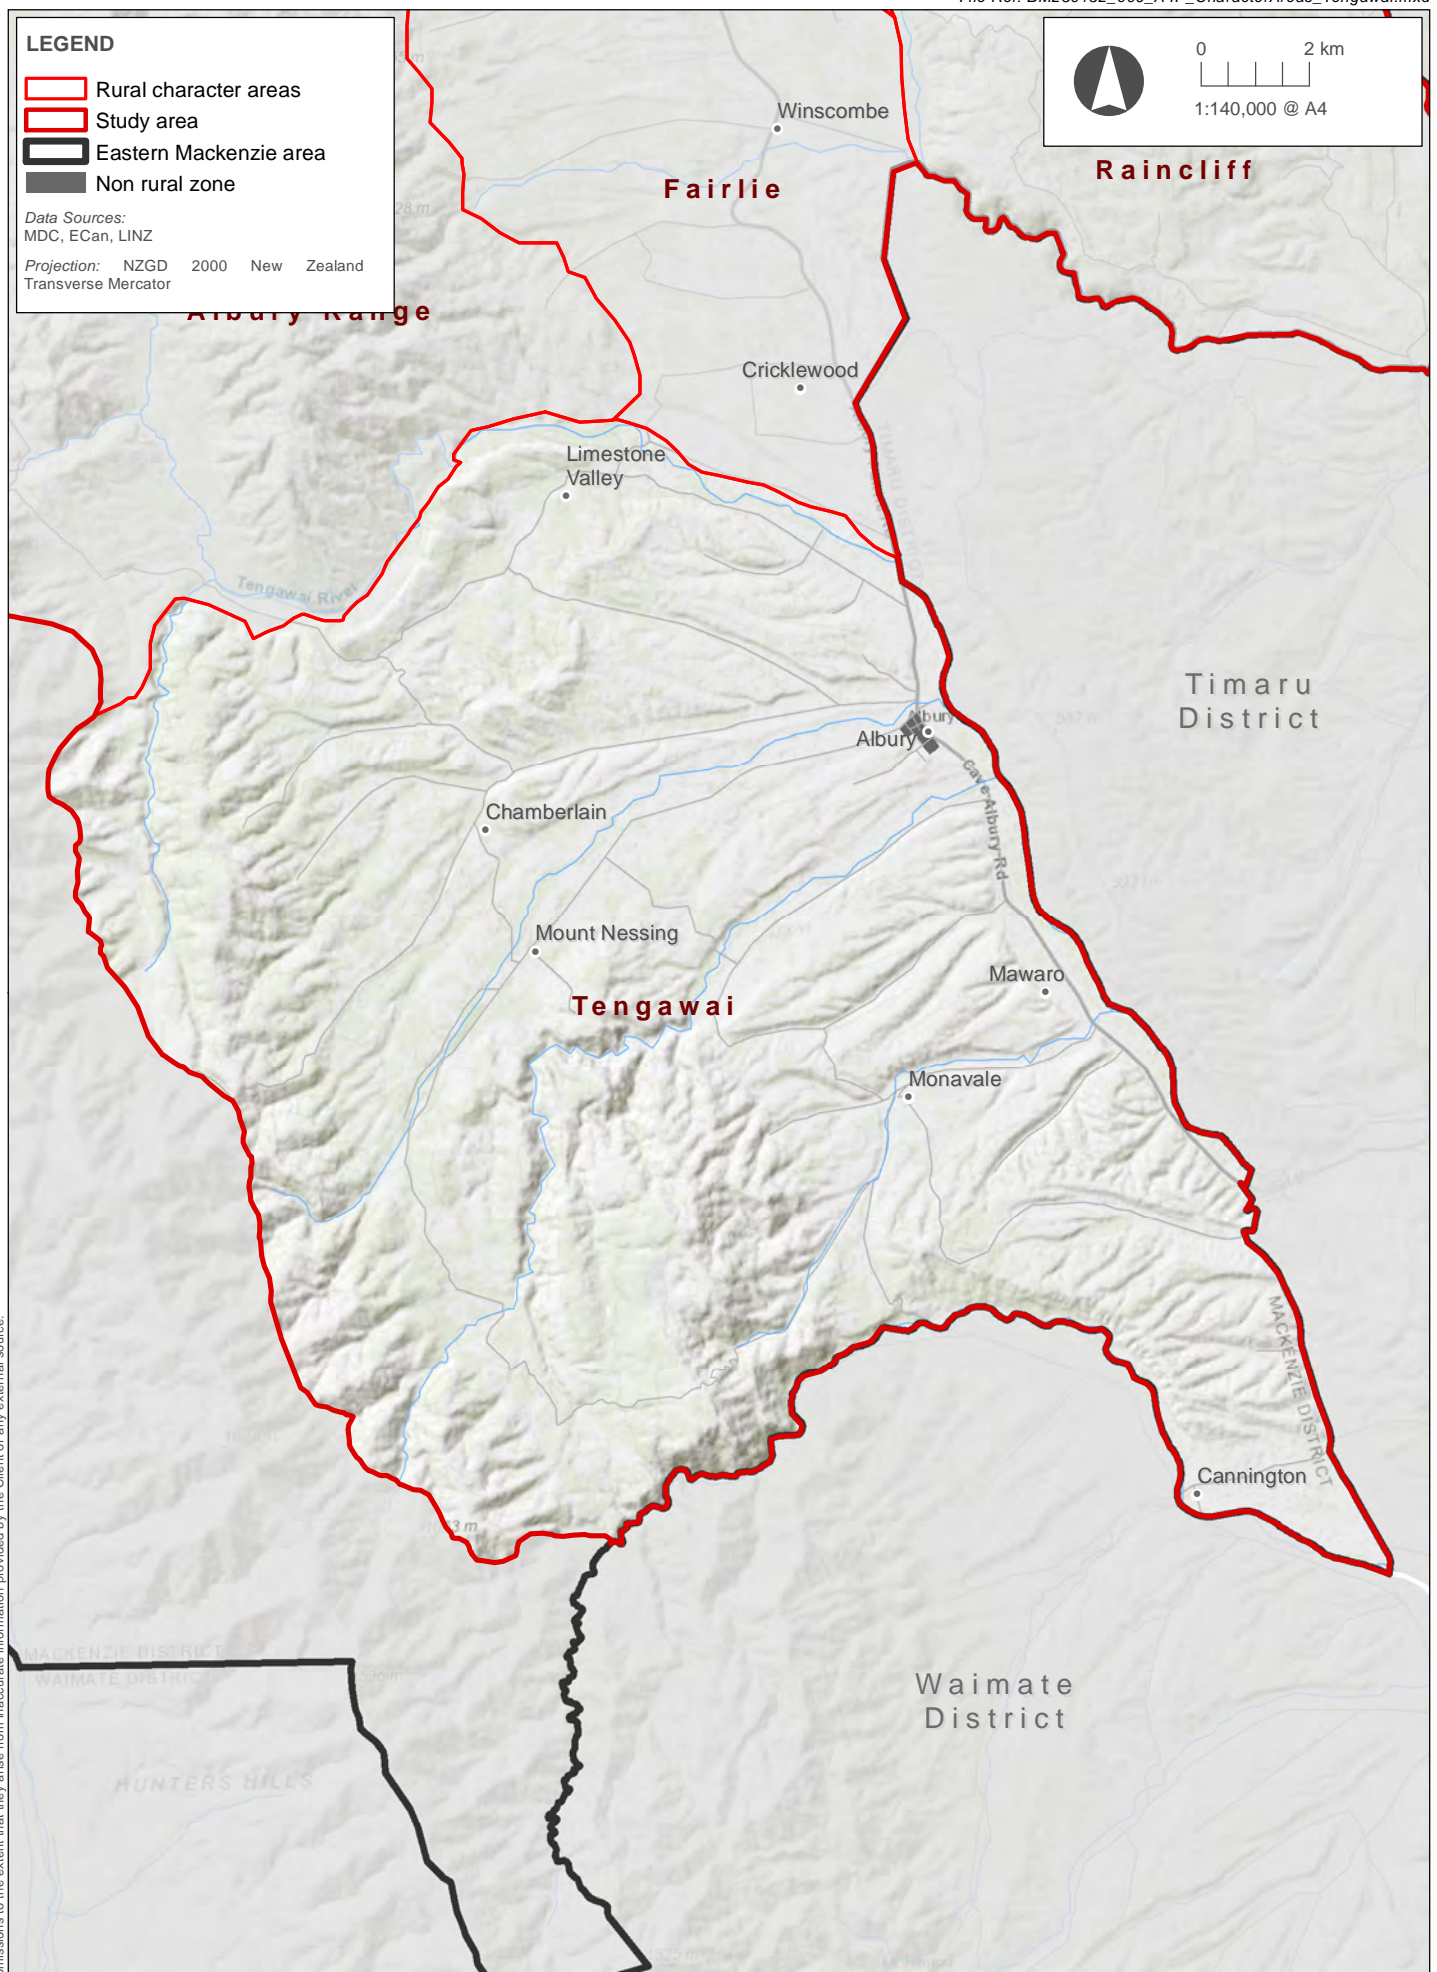 LEGEND
Rural character areas
Study area
Eastern Mackenzie area
Non rural zone
Data Sources:
MDC, ECan, LINZ
Projection: NZGD 2000 New Zealand
Transverse Mercator
0 2 km
1:140,000 @ A4
Winscombe
Fairlie
Raincliff
Albury Range
Cricklewood
Limestone
Valley
Tengawai River
Timaru
District
Albury
Albury
Cave Albury Rd
Chamberlain
Mount Nessing
Mawaro
Tengawai
Monavale
MACKENZIE DISTRICT
Cannington
MACKENZIE DISTRICT
WAIMATE DISTRICT
Waimate
District
HUNTERS HILLS